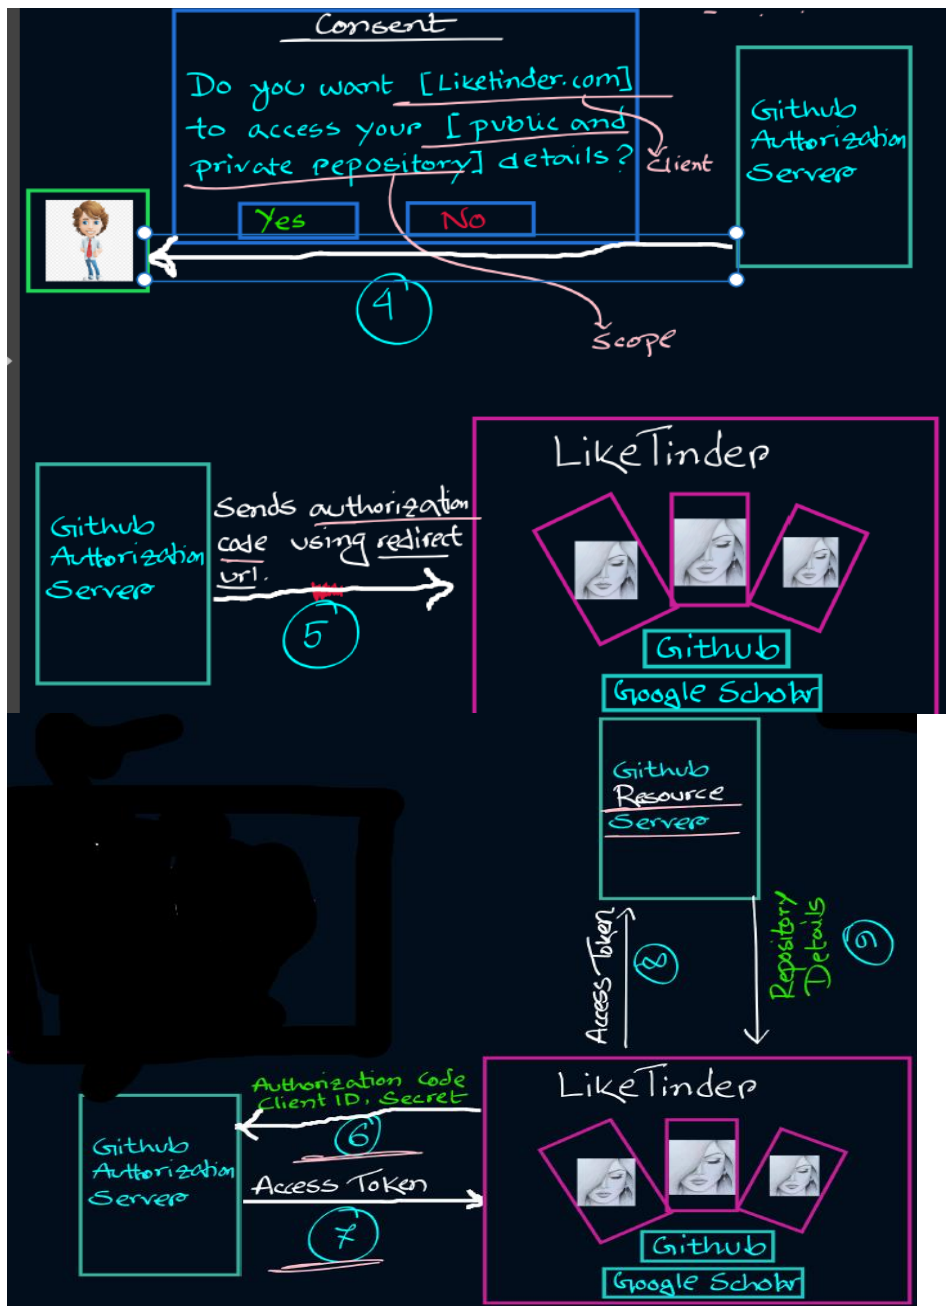 Consent
Do you want [Liketinder.com]
to access your [public and
private repository] details?
Client
Yes
No
Github
Authorization
Server
4
Scope
LikeTinder
Github
Authorization
Server
Sends authorization
code using redirect
url.
5
Github
Google Scholar
Github
Resource
Server
Access Token
8
Repository
Details
9
Authorization Code
Client ID, Secret
6
Github
Authorization
Server
Access Token
7
LikeTinder
Github
Google Scholar